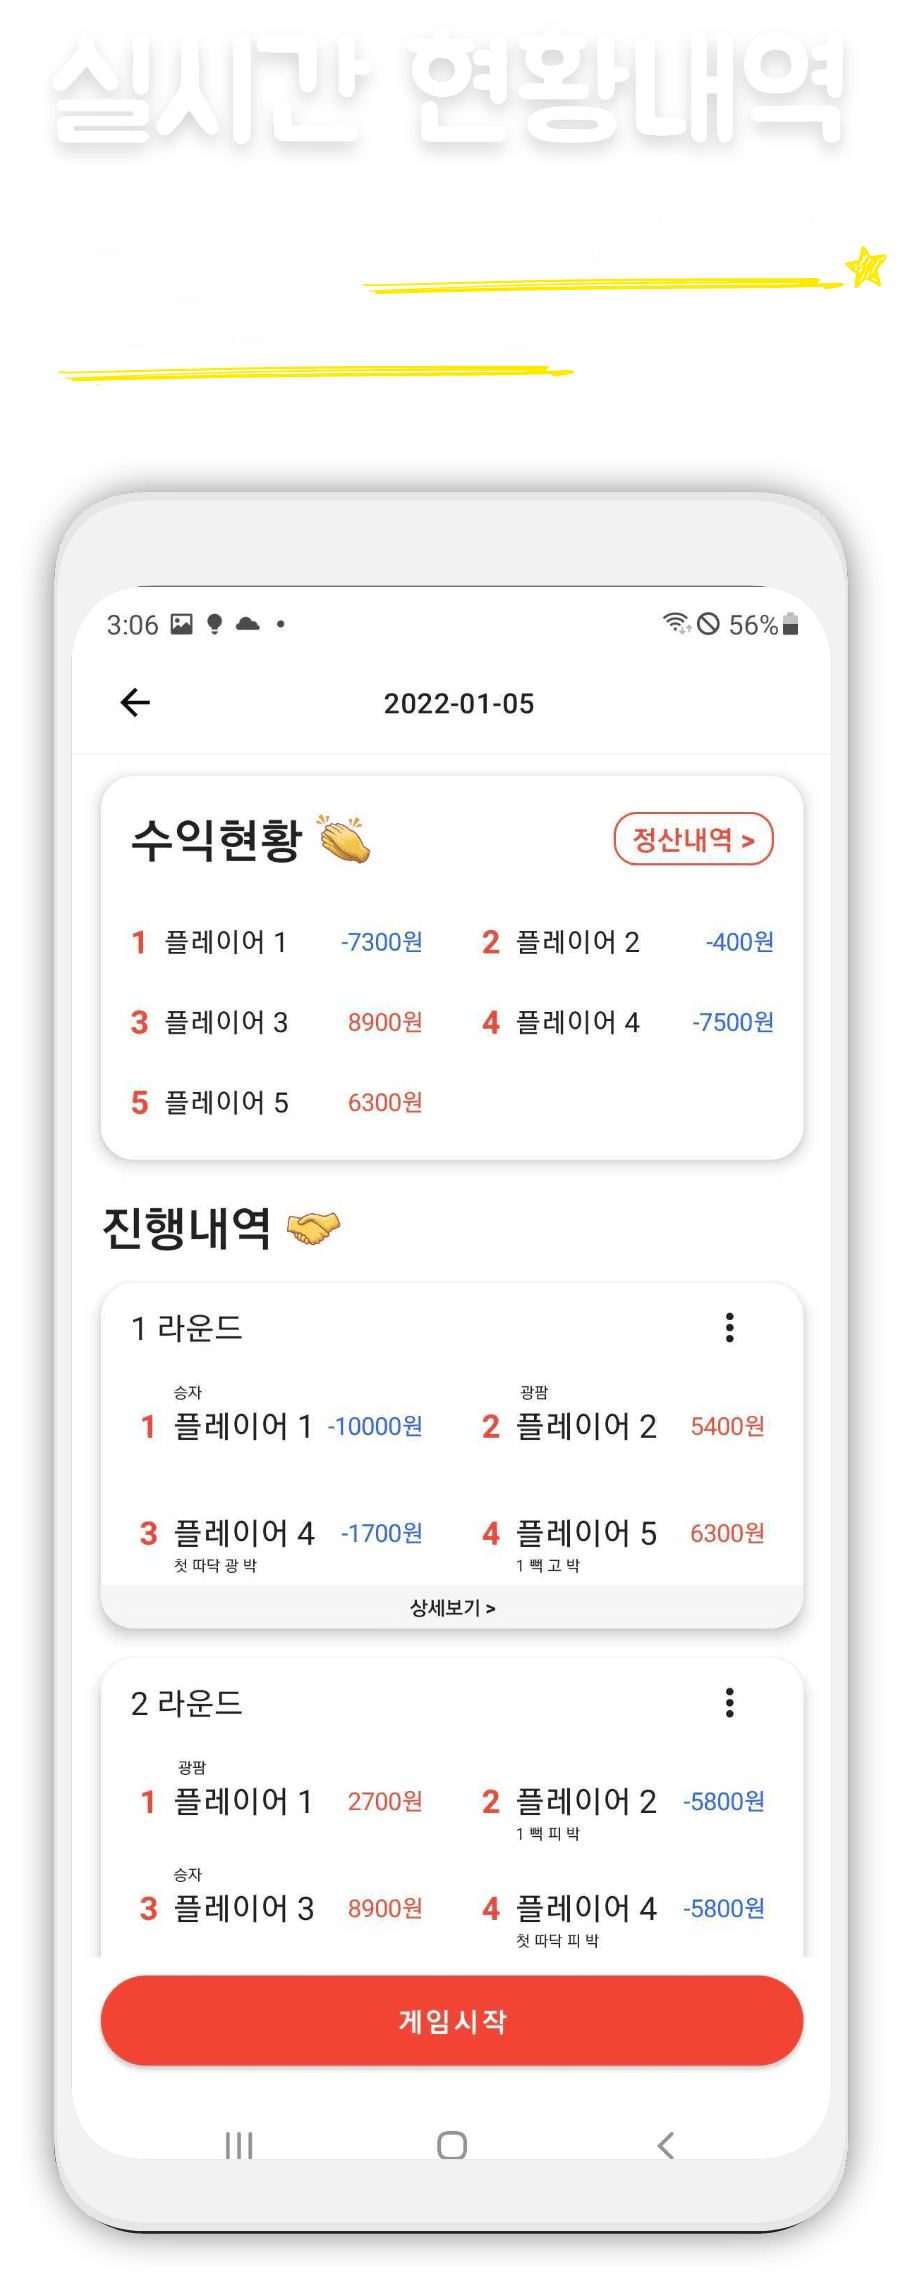 실시간 현황내역
3:06 56%
2022-01-05
수익현황 정산내역 >
1 플레이어 1 -7300원 2 플레이어 2 -400원
3 플레이어 3 8900원 4 플레이어 4 -7500원
5 플레이어 5 6300원
진행내역
1 라운드
승자 광팜
1 플레이어 1 -10000원 2 플레이어 2 5400원
3 플레이어 4 -1700원 4 플레이어 5 6300원
첫 따닥 광 박 1 뻑 고 박
상세보기 >
2 라운드
광팜
1 플레이어 1 2700원 2 플레이어 2 -5800원
1 뻑 피 박
승자
3 플레이어 3 8900원 4 플레이어 4 -5800원
첫 따닥 피 박
게임시작